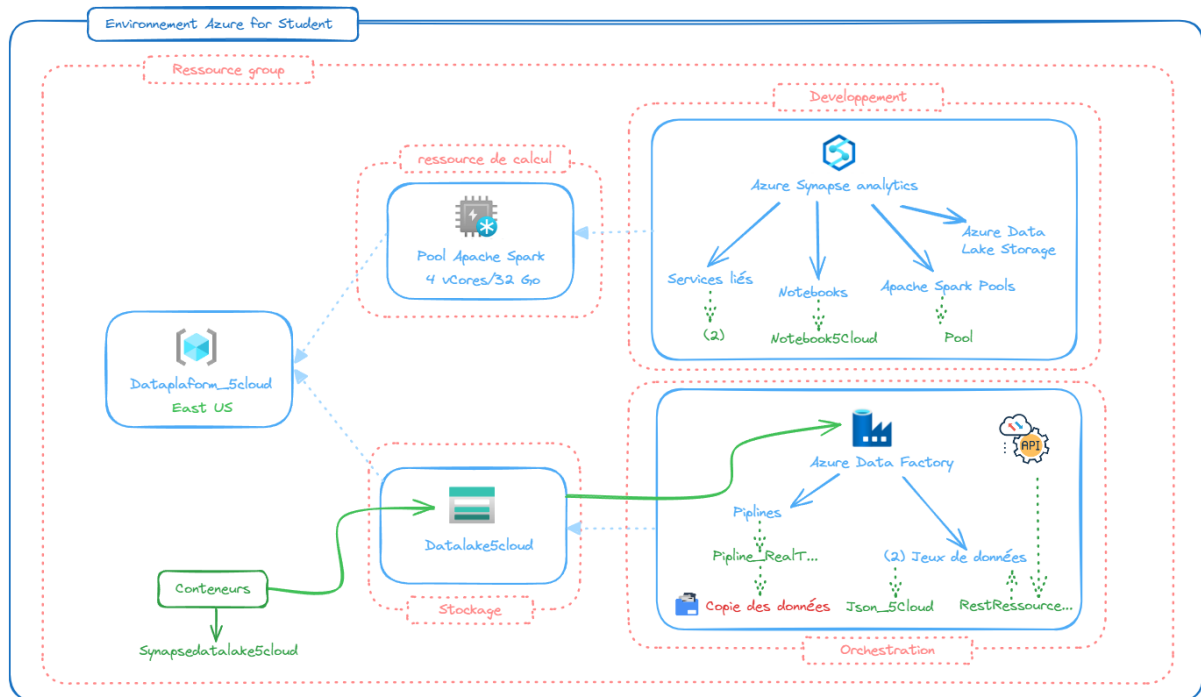 Environnement Azure for Student
Ressource group
Developpement
ressource de calcul
Azure Synapse analytics
Pool Apache Spark
4 vCores/32 Go
Azure Data
Lake Storage
Services liés
Notebooks
Apache Spark Pools
(2)
Notebook5Cloud
Pool
Dataplaform_5cloud
East US
API
Azure Data Factory
Piplines
Datalake5cloud
Pipline_RealT...
(2) Jeux de données
Conteneurs
Stockage
Copie des données
Json_5Cloud
RestRessource...
Synapsedatalake5cloud
Orchestration